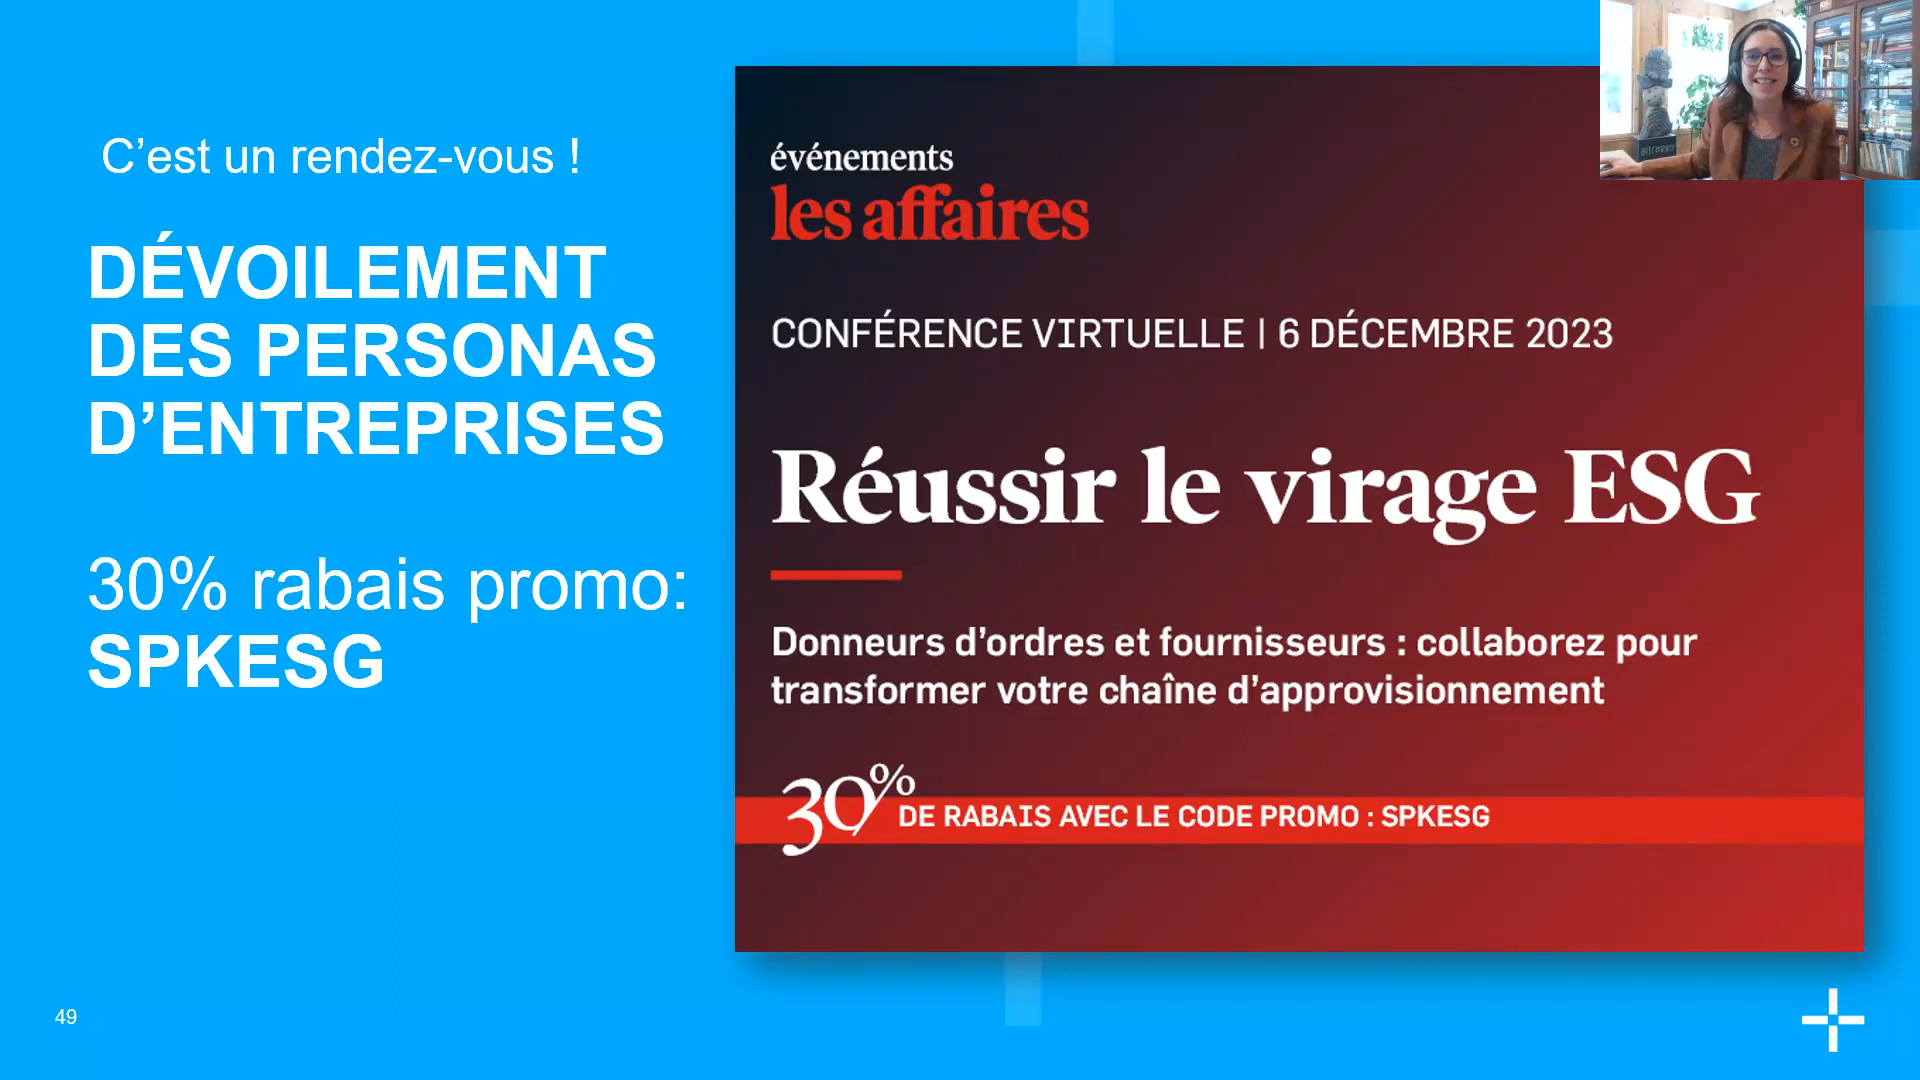 C’est un rendez-vous !
DÉVOILEMENT
DES PERSONAS
D’ENTREPRISES
30% rabais promo:
SPKESG
événements
les affaires
CONFÉRENCE VIRTUELLE | 6 DÉCEMBRE 2023
Réussir le virage ESG
Donneurs d’ordres et fournisseurs : collaborez pour
transformer votre chaîne d’approvisionnement
30%
DE RABAIS AVEC LE CODE PROMO : SPKESG
49